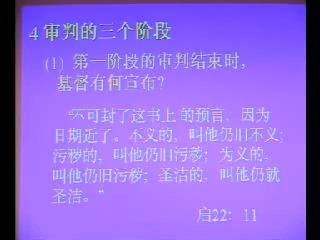 4 审判的三个阶段
(1) 第一阶段的审判结束时,
基督有何宣布?
“不可封了这书上的预言，因为
日期近了。不义的，叫他仍旧不义;
污秽的，叫他仍旧污秽; 为义的，
叫他仍旧污秽; 圣洁的，叫他仍就
圣洁。”
启22: 11